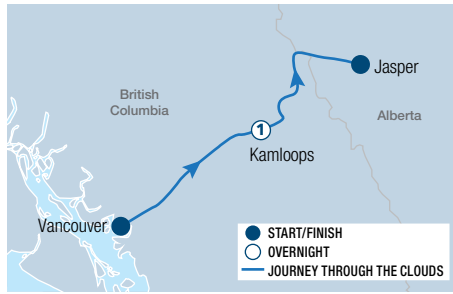 Jasper
British
Columbia
Alberta
1
Kamloops
Vancouver
START/FINISH
OVERNIGHT
JOURNEY THROUGH THE CLOUDS